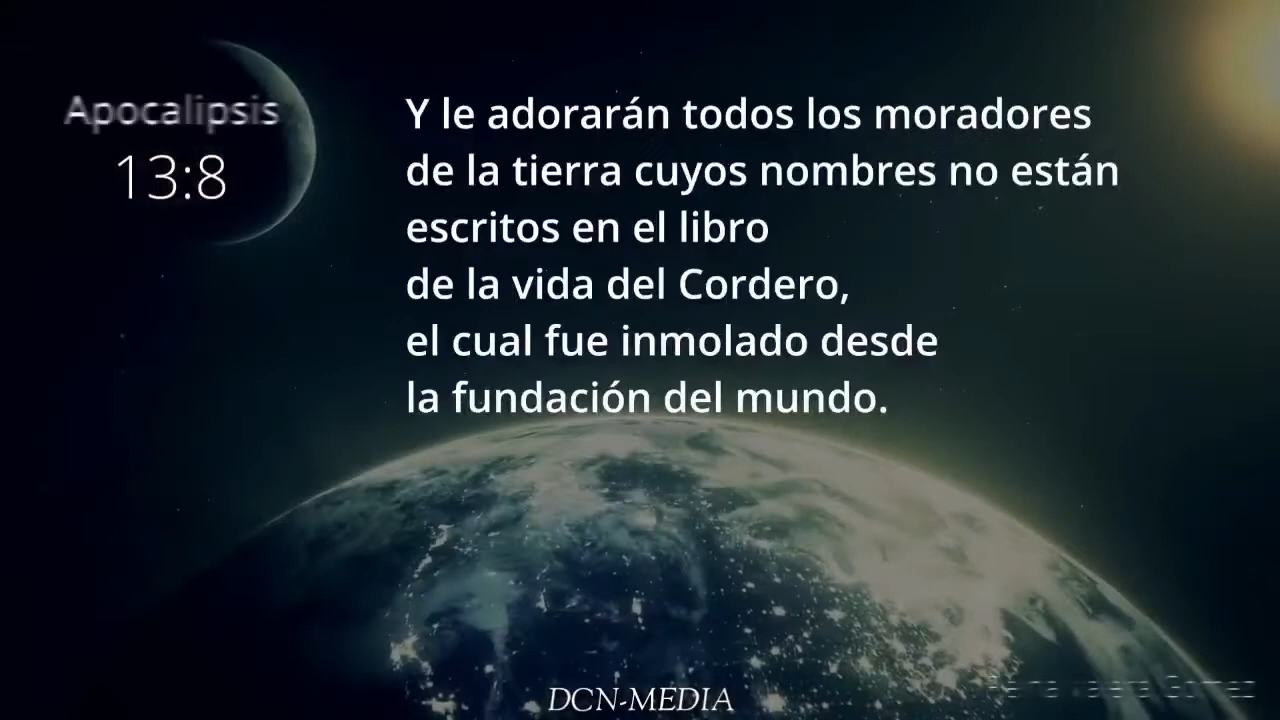 Apocalipsis
13:8
Y le adorarán todos los moradores
de la tierra cuyos nombres no están
escritos en el libro
de la vida del Cordero,
el cual fue inmolado desde
la fundación del mundo.
DCN-MEDIA